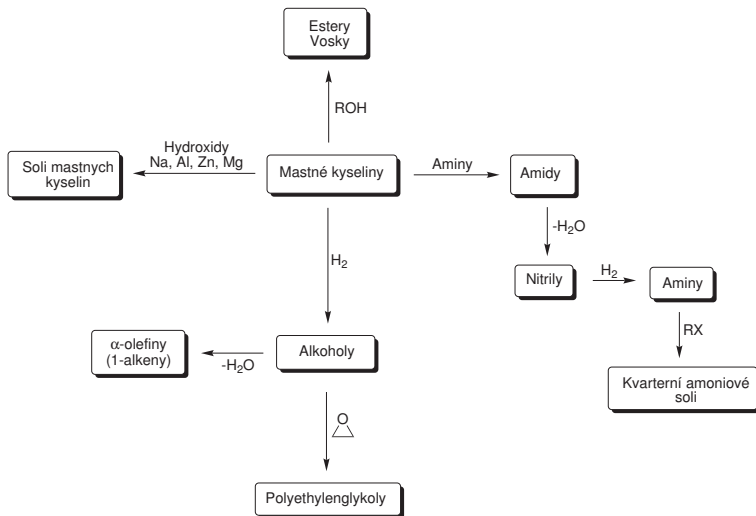 Estery
Vosky
ROH
Hydroxidy
Na, Al, Zn, Mg
Soli mastnych
kyselin
Mastné kyseliny
Aminy
Amidy
-H₂O
H₂
Nitrily
H₂
Aminy
RX
α-olefiny
(1-alkeny)
-H₂O
Alkoholy
Kvarterní amoniové
soli
O
Polyethylenglykoly